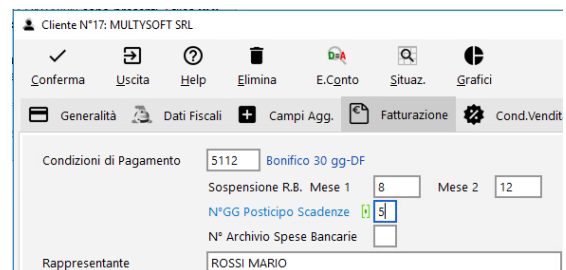 Cliente N°17: MULTYSOFT SRL
Conferma Uscita Help Elimina E.Conto Situaz. Grafici
Generalità Dati Fiscali Campi Agg. Fatturazione Cond.Vendita
Condizioni di Pagamento 5112 Bonifico 30 gg-DF
Sospensione R.B. Mese 1 8 Mese 2 12
N°GG Posticipo Scadenze 5
N° Archivio Spese Bancarie
Rappresentante ROSSI MARIO